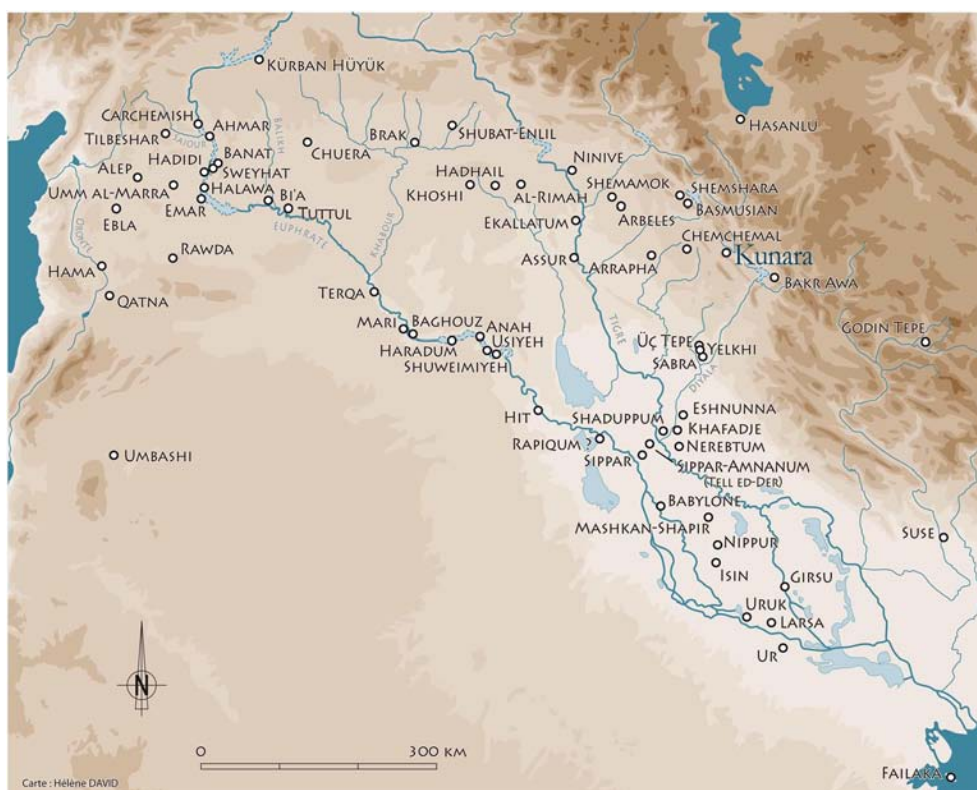 KÜRBAN HÜYÜK
CARCHEMISH
AHMAR
TILBESHAR
SAJOUR
BALIKH
BRAK
SHUBAT-ENLIL
HASANLU
HADIDI
BANAT
CHUERA
ALEP
SWEYHAT
HADHAIL
NINIVE
UMM AL-MARRA
HALAWA
BI'A
KHOSHI
AL-RIMAH
SHEMAMOK
SHEMSHARA
EMAR
TUTTUL
EKALLATUM
ARBELES
BASMUSIAN
EBLA
ORONTE
EUPHRATE
KHABOUR
CHEMCHEMAL
RAWDA
ASSUR
ARRAPHA
Kunara
HAMA
BAKR AWA
QATNA
TERQA
TIGRE
MARI
BAGHOUZ
ANAH
USIYEH
HARADUM
SHUWEIMIYEH
ÜÇ TEPE
YELKHI
SABRA
DIYALA
GODIN TEPE
HIT
SHADUPPUM
ESHNUNNA
KHAFADJE
RAPIQUM ?
NEREBTUM
UMBASHI
SIPPAR
SIPPAR-AMNANUM
(TELL ED-DER)
BABYLONE
MASHKAN-SHAPIR
NIPPUR
SUSE
ISIN
GIRSU
URUK
LARSA
UR
N
0
300 KM
FAILAKA
Carte : Hélène DAVID